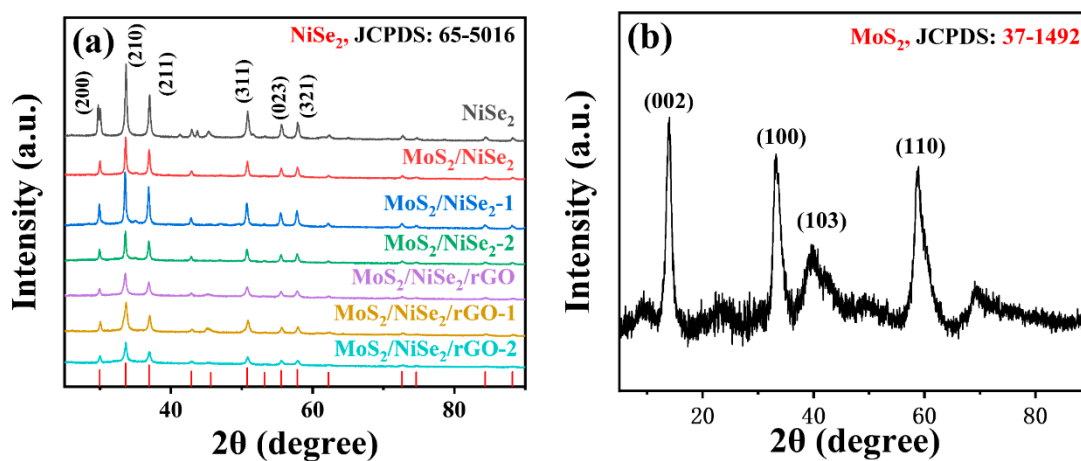 (a)
NiSe₂, JCPDS: 65-5016
(200)
(210)
(211)
(311)
(023)
(321)
NiSe₂
MoS₂/NiSe₂
MoS₂/NiSe₂-1
MoS₂/NiSe₂-2
MoS₂/NiSe₂/rGO
MoS₂/NiSe₂/rGO-1
MoS₂/NiSe₂/rGO-2
Intensity (a.u.)
40 60 80
2θ (degree)
(b)
MoS₂, JCPDS: 37-1492
(002)
(100)
(103)
(110)
Intensity (a.u.)
20 40 60 80
2θ (degree)